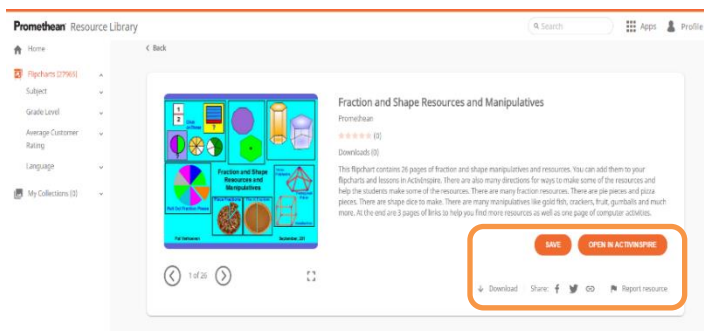 Promethean Resource Library
Search
Apps
Profile
Home
Flipcharts (27965)
Subject
Grade Level
Average Customer
Rating
Language
My Collections (0)
Back
Fraction and Shape
Resources and
Manipulatives
1 of 26
Fraction and Shape Resources and Manipulatives
Promethean
(0)
Downloads (0)
This flipchart contains 26 pages of fraction and shape manipulatives and resources. You can add them to your
flipcharts and lessons in ActivInspire. There are also many directions for ways to make some of the resources and
help the students make some of the resources. There are many fraction resources. There are pie pieces and pizza
pieces. There are shape dice to make. There are many manipulatives like gold fish, crackers, fruit, gumballs and much
more. At the end are 3 pages of links to help you find more resources as well as one page of computer activities.
SAVE
OPEN IN ACTIVINSPIRE
Download
Share:
Report resource